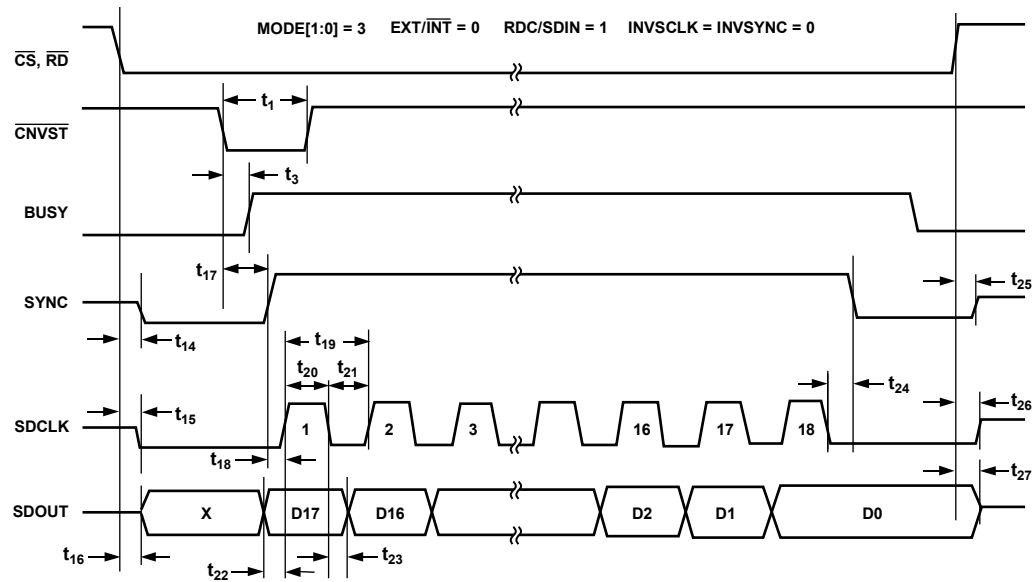 MODE[1:0] = 3 EXT/INT = 0 RDC/SDIN = 1 INVSCLK = INVSYNC = 0
CS, RD
t1
CNVST
t3
BUSY
t17
SYNC
t25
t14
t19
t20 t21
t24
t15
t26
SDCLK
1 2 3 16 17 18
t18
t27
SDOUT
X D17 D16 D2 D1 D0
t16
t22
t23